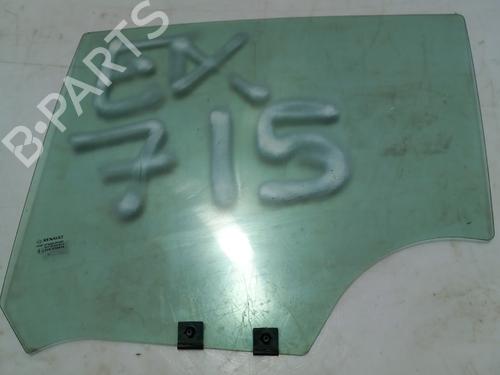 B-PARTS
EX.
715
RENAULT